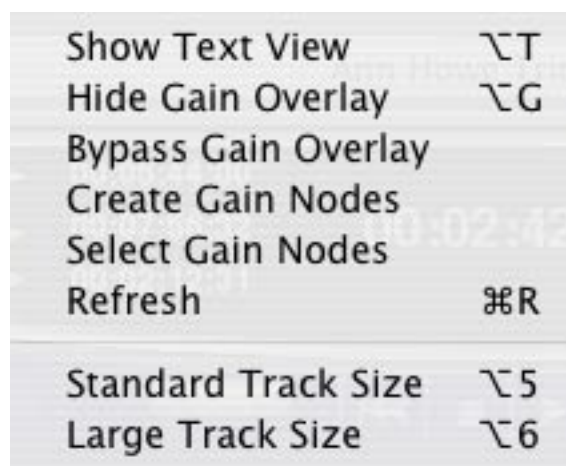 Show Text View ⌥T
Hide Gain Overlay ⌥G
Bypass Gain Overlay
Create Gain Nodes
Select Gain Nodes
Refresh ⌘R
Standard Track Size ⌥5
Large Track Size ⌥6